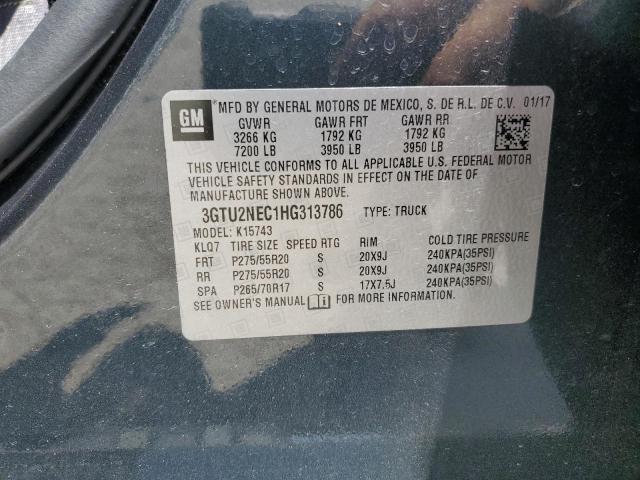 GM
MFD BY GENERAL MOTORS DE MEXICO, S. DE R.L. DE C.V. 01/17
GVWR GAWR FRT GAWR RR
3266 KG 1792 KG 1792 KG
7200 LB 3950 LB 3950 LB
THIS VEHICLE CONFORMS TO ALL APPLICABLE U.S. FEDERAL MOTOR
VEHICLE SAFETY STANDARDS IN EFFECT ON THE DATE OF
MANUFACTURE SHOWN ABOVE.
3GTU2NEC1HG313786 TYPE: TRUCK
MODEL: K15743
KLQ7 TIRE SIZE SPEED RTG RIM COLD TIRE PRESSURE
FRT P275/55R20 S 20X9J 240KPA(35PSI)
RR P275/55R20 S 20X9J 240KPA(35PSI)
SPA P265/70R17 S 17X7.5J 240KPA(35PSI)
SEE OWNER'S MANUAL FOR MORE INFORMATION.